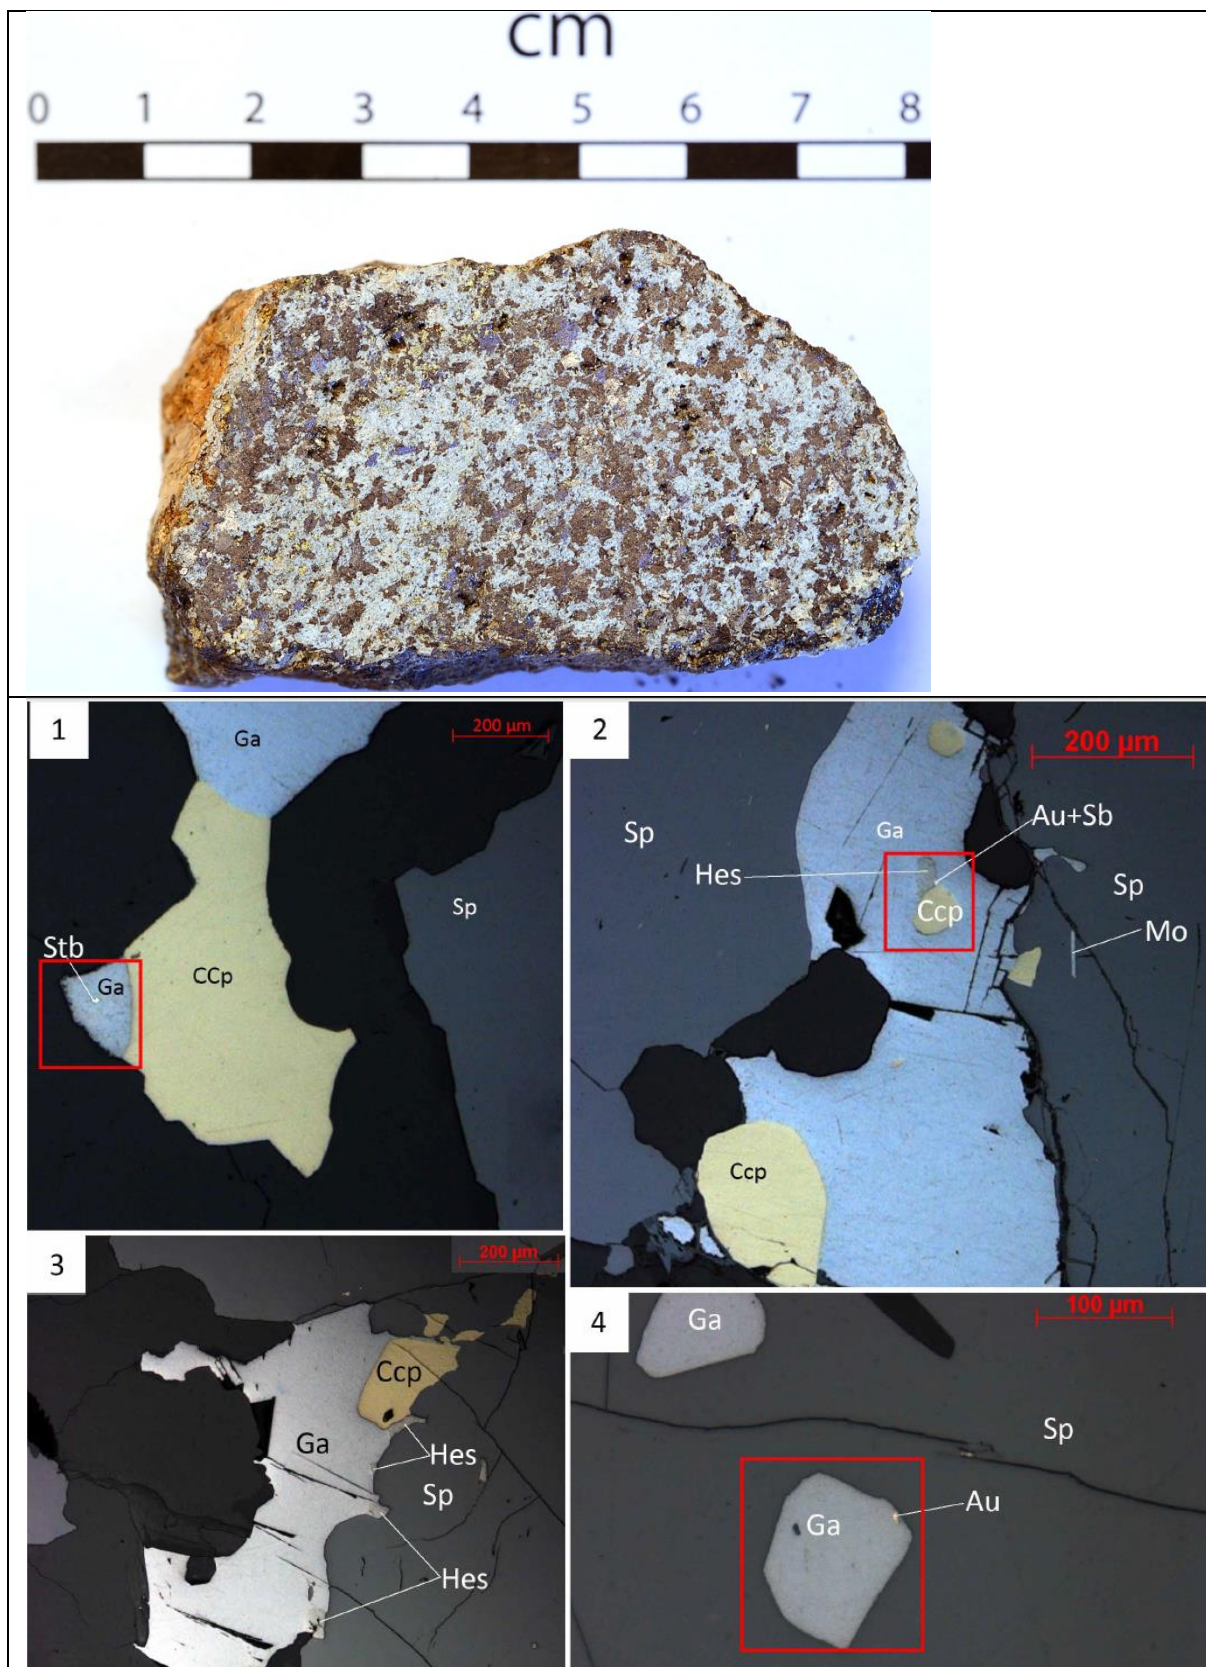 cm
0 1 2 3 4 5 6 7 8
1
200 µm
Ga
Sp
Stb
Ga
CCp
2
200 µm
Sp
Ga
Au+Sb
Hes
Ccp
Sp
Mo
Ccp
3
200 µm
Ccp
Ga
Hes
Sp
Hes
4
100 µm
Ga
Sp
Au
Ga